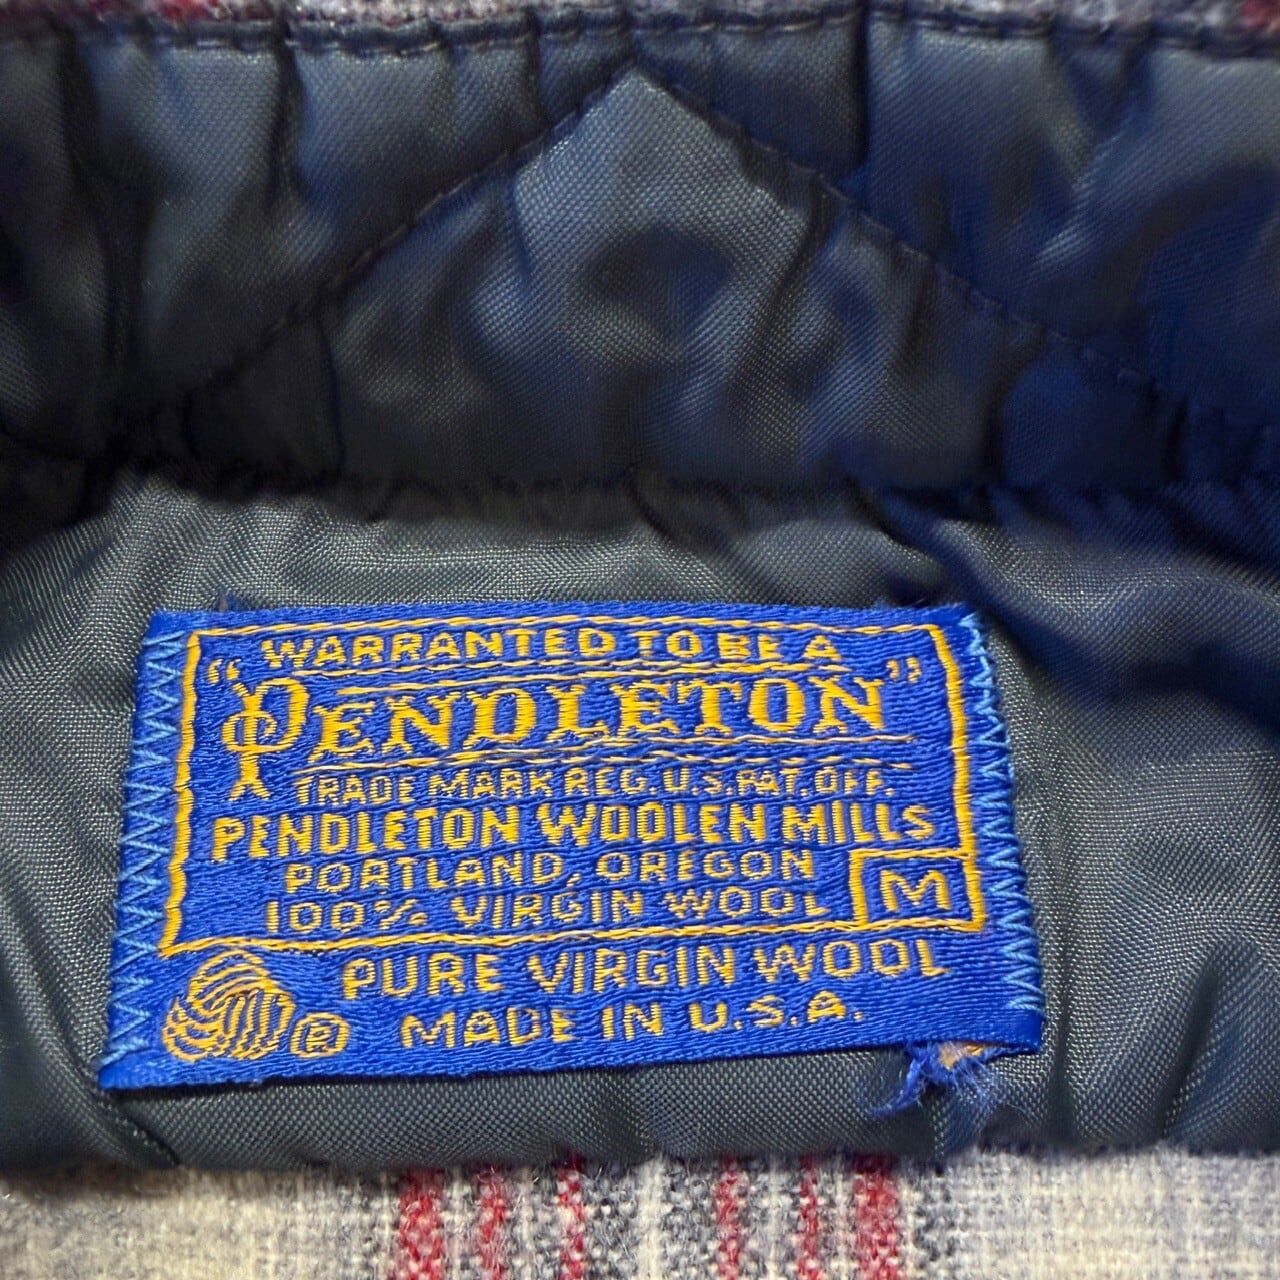 WARRANTED TO BE A
"PENDLETON"
TRADE MARK REG. U.S. PAT. OFF.
PENDLETON WOOLEN MILLS
PORTLAND, OREGON
100% VIRGIN WOOL M
PURE VIRGIN WOOL
® MADE IN U.S.A.